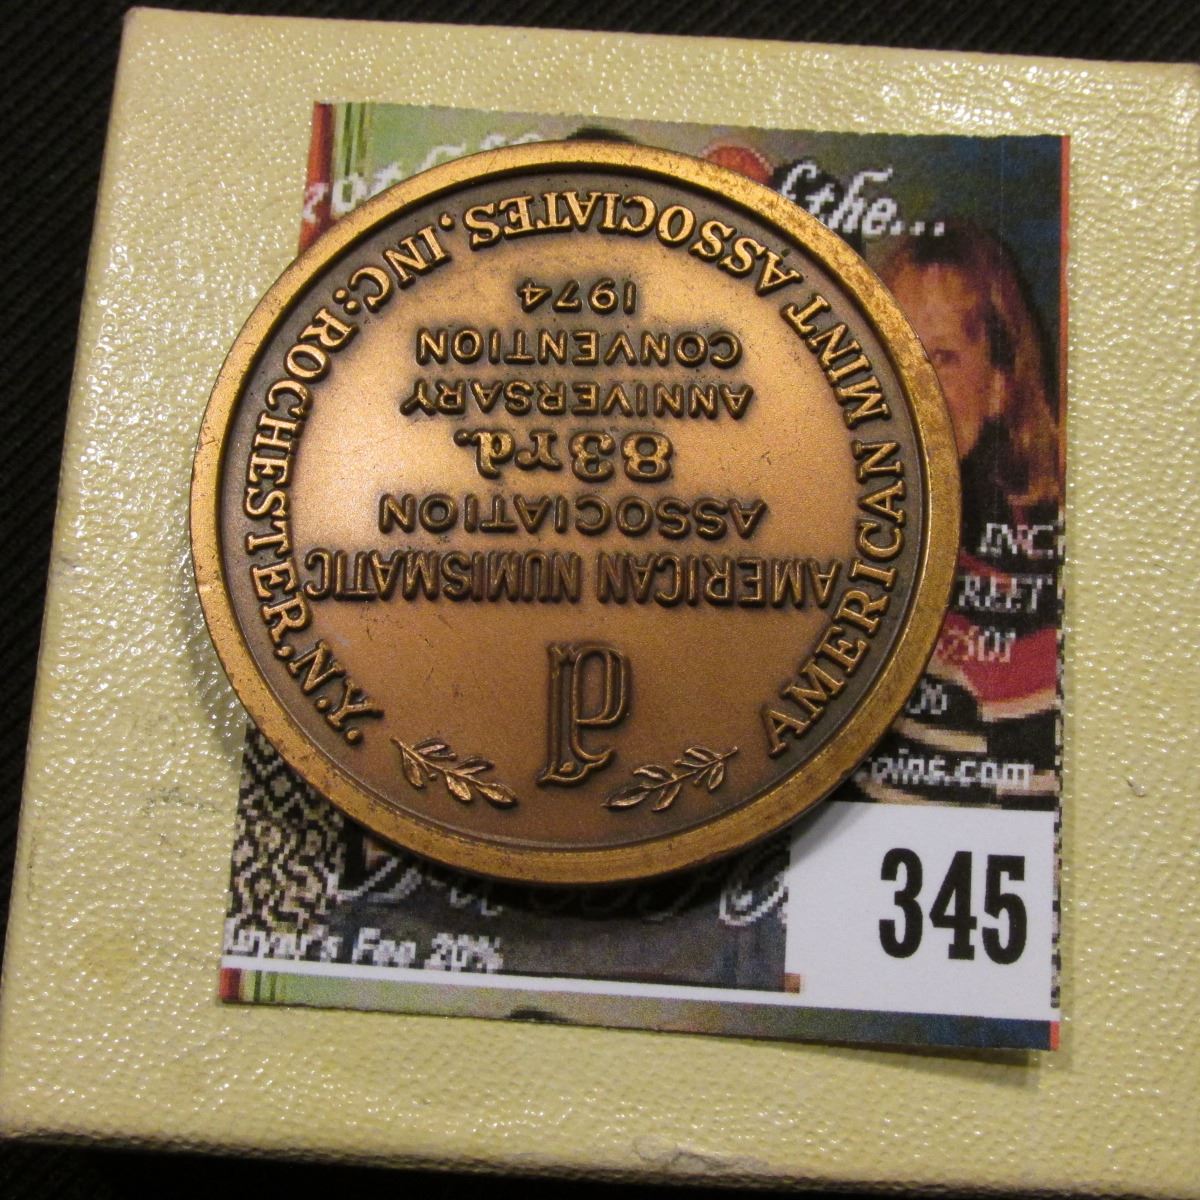 AMERICAN MINT ASSOCIATES, INC: ROCHESTER, N.Y.
AMERICAN NUMISMATIC
ASSOCIATION
83rd.
ANNIVERSARY
CONVENTION
1974
the...
INC
REET
oins.com
345
Fee 20%